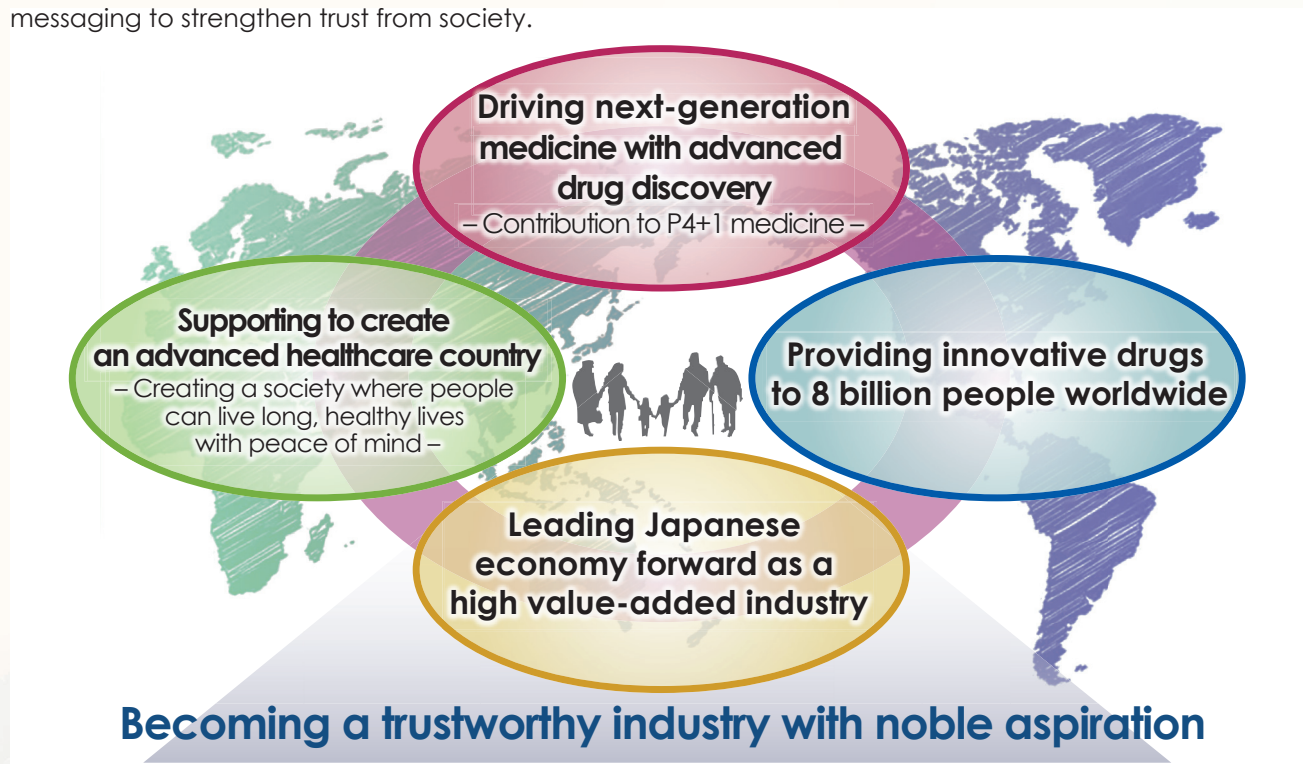 messaging to strengthen trust from society.
Driving next-generation
medicine with advanced
drug discovery
– Contribution to P4+1 medicine –
Supporting to create
an advanced healthcare country
– Creating a society where people
can live long, healthy lives
with peace of mind –
Providing innovative drugs
to 8 billion people worldwide
Leading Japanese
economy forward as a
high value-added industry
Becoming a trustworthy industry with noble aspiration